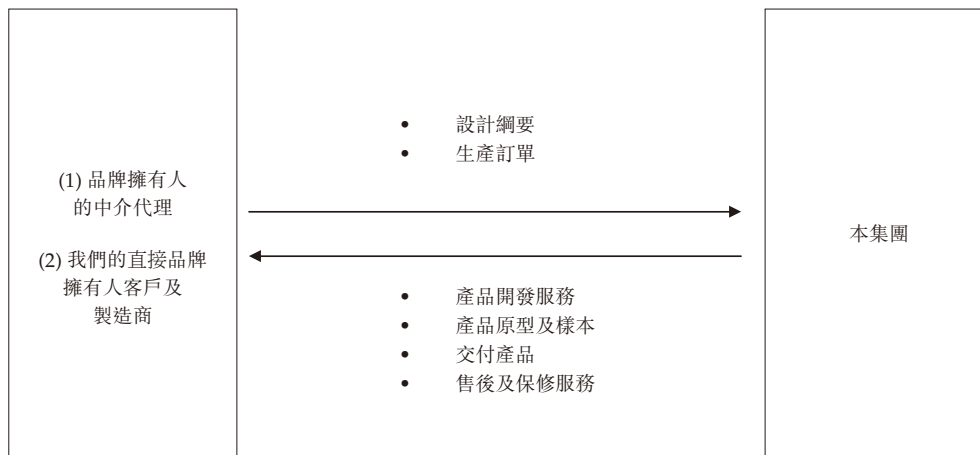 (1) 品牌擁有人
的中介代理
(2) 我們的直接品牌
擁有人客戶及
製造商
• 設計綱要
• 生產訂單
• 產品開發服務
• 產品原型及樣本
• 交付產品
• 售後及保修服務
本集團